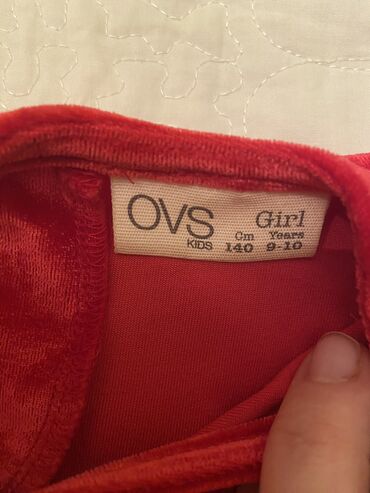 OVS Girl
KIDS Cm Years
140 9-10